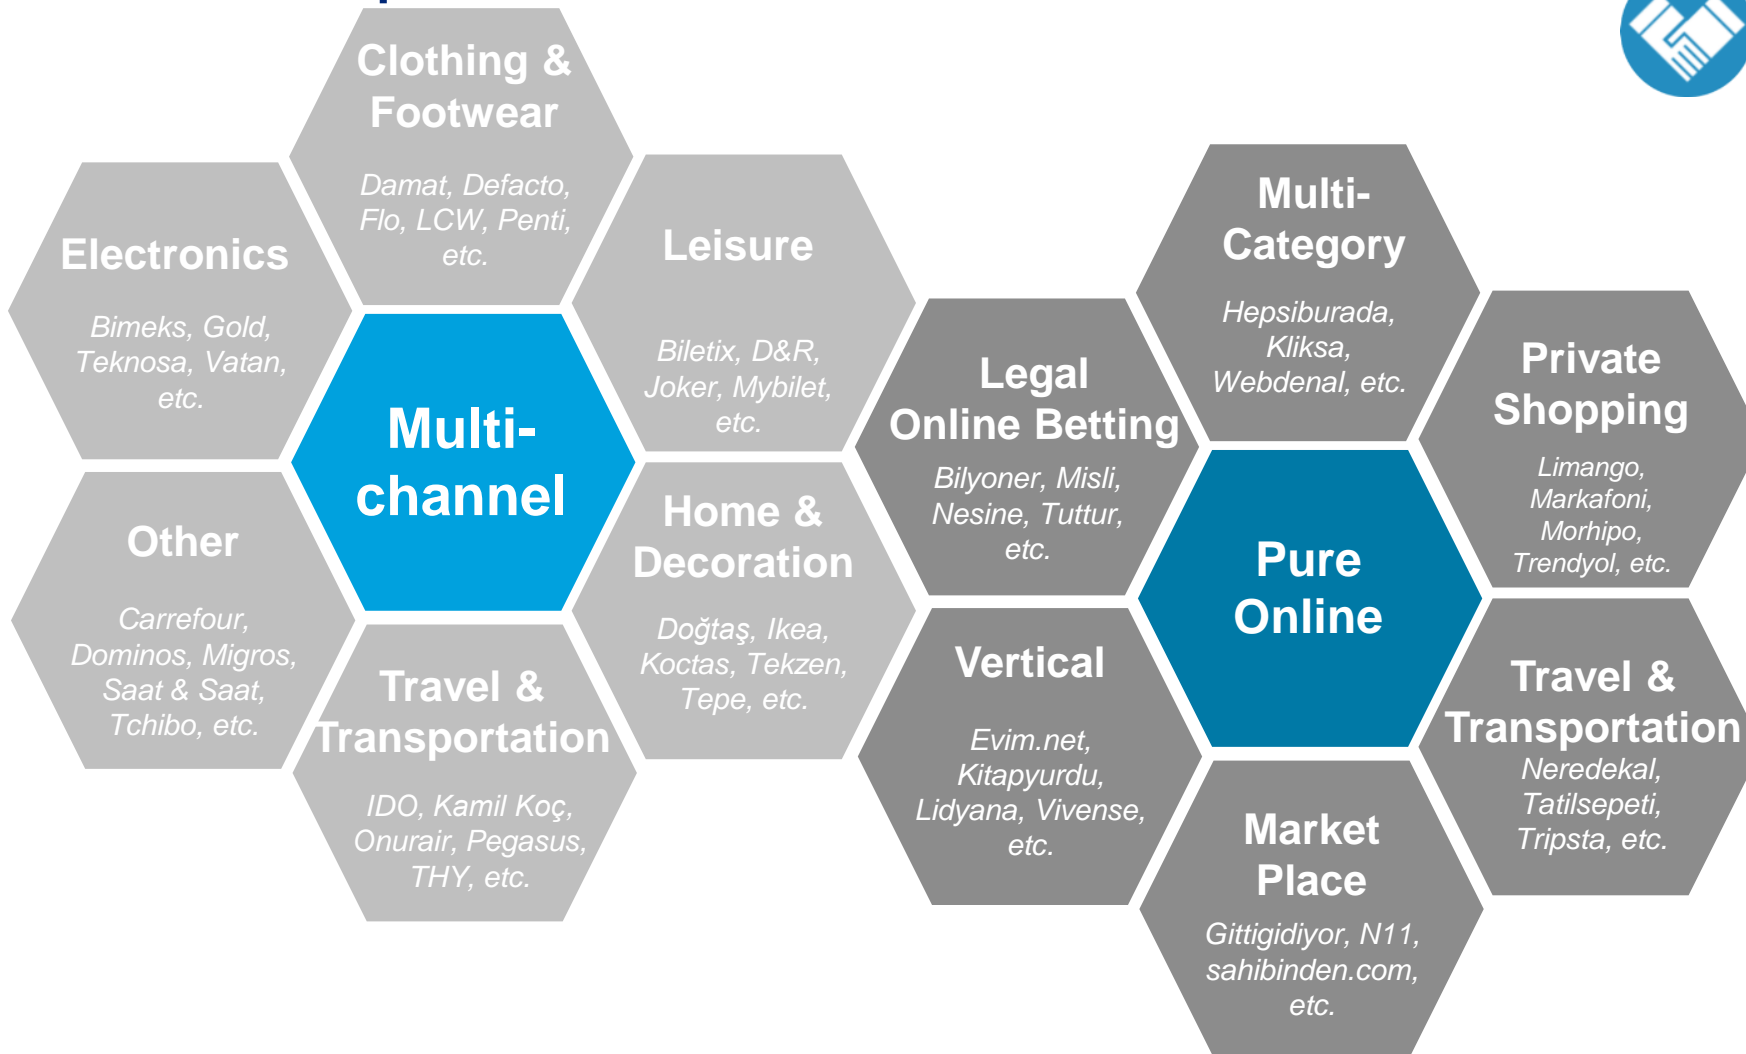 Clothing &
Footwear
Damat, Defacto,
Flo, LCW, Penti,
etc.
Electronics
Bimeks, Gold,
Teknosa, Vatan,
etc.
Leisure
Biletix, D&R,
Joker, Mybilet,
etc.
Multi-
channel
Other
Carrefour,
Dominos, Migros,
Saat & Saat,
Tchibo, etc.
Home &
Decoration
Doğtaş, Ikea,
Koctas, Tekzen,
Tepe, etc.
Travel &
Transportation
IDO, Kamil Koç,
Onurair, Pegasus,
THY, etc.
Multi-
Category
Hepsiburada,
Kliksa,
Webdenal, etc.
Legal
Online Betting
Bilyoner, Misli,
Nesine, Tuttur,
etc.
Private
Shopping
Limango,
Markafoni,
Morhipo,
Trendyol, etc.
Pure
Online
Vertical
Evim.net,
Kitapyurdu,
Lidyana, Vivense,
etc.
Travel &
Transportation
Neredekal,
Tatilsepeti,
Tripsta, etc.
Market
Place
Gittigidiyor, N11,
sahibinden.com,
etc.